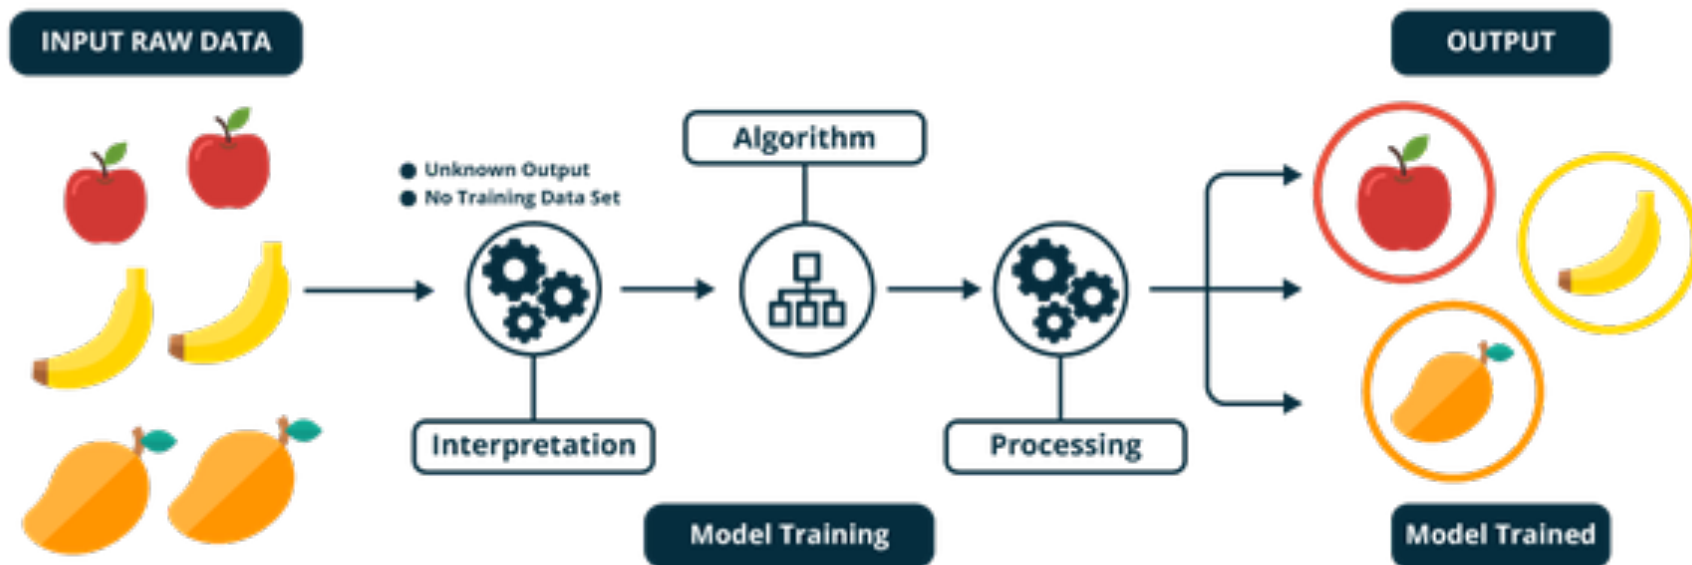 INPUT RAW DATA
OUTPUT
Algorithm
Unknown Output
No Training Data Set
Interpretation
Processing
Model Training
Model Trained